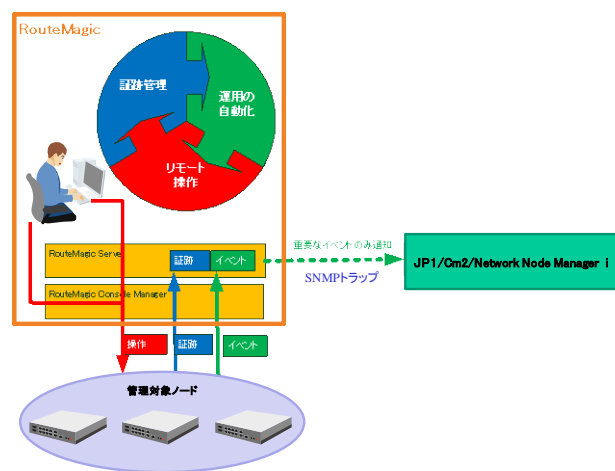 RouteMagic
証跡管理
運用の
自動化
リモート
操作
RouteMagic Server
証跡
イベント
RouteMagic Console Manager
重要なイベントのみ通知
SNMPトラップ
JP1/Cm2/Network Node Manager i
操作
証跡
イベント
管理対象ノード